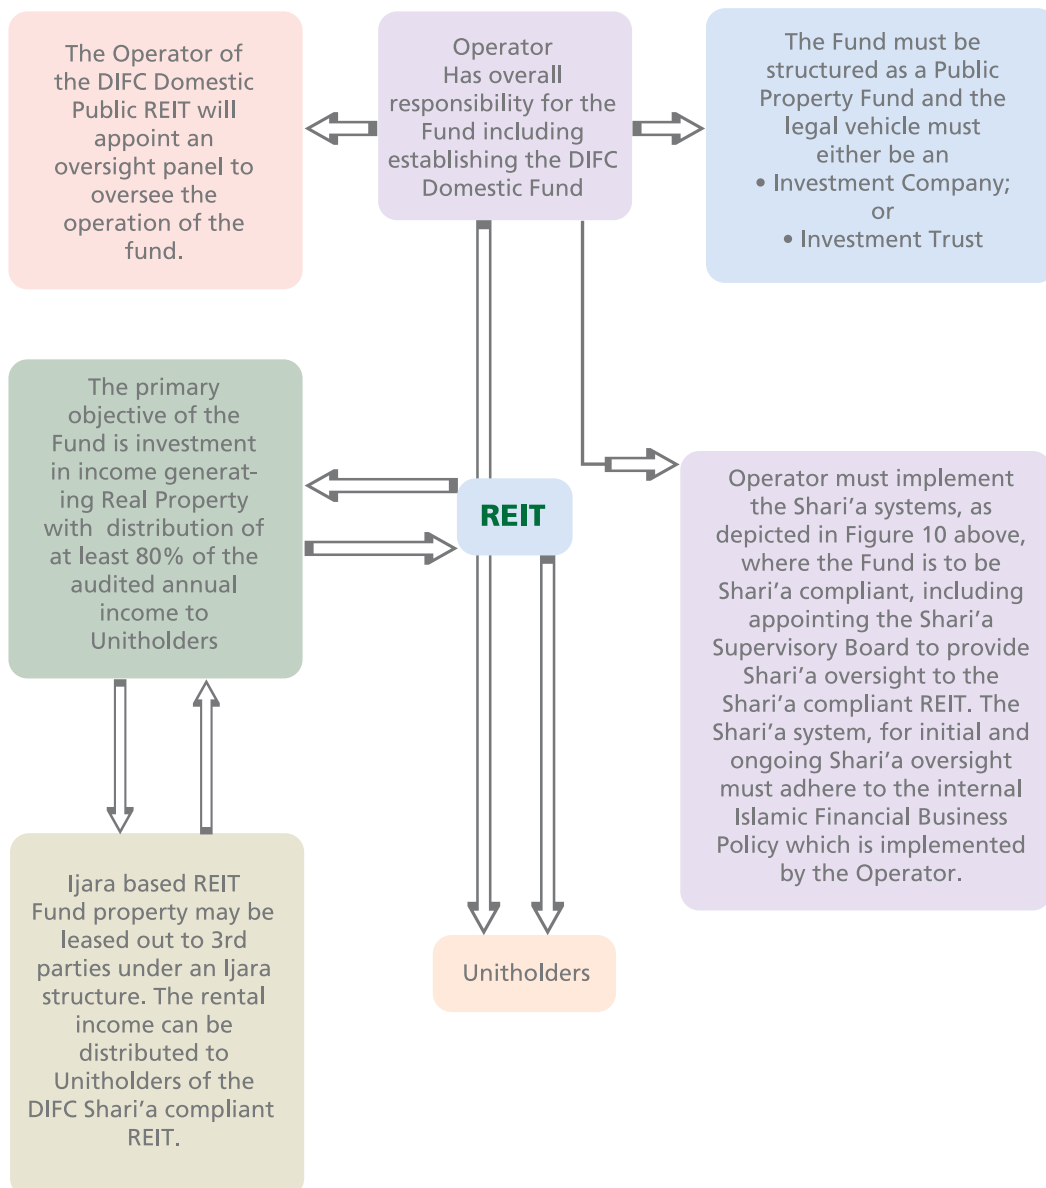 The Operator of
the DIFC Domestic
Public REIT will
appoint an
oversight panel to
oversee the
operation of the
fund.
Operator
Has overall
responsibility for the
Fund including
establishing the DIFC
Domestic Fund
The Fund must be
structured as a Public
Property Fund and the
legal vehicle must
either be an
• Investment Company;
or
• Investment Trust
The primary
objective of the
Fund is investment
in income generat-
ing Real Property
with  distribution of
at least 80% of the
audited annual
income to
Unitholders
REIT
Operator must implement
the Shari’a systems, as
depicted in Figure 10 above,
where the Fund is to be
Shari’a compliant, including
appointing the Shari’a
Supervisory Board to provide
Shari’a oversight to the
Shari’a compliant REIT. The
Shari’a system, for initial and
ongoing Shari’a oversight
must adhere to the internal
Islamic Financial Business
Policy which is implemented
by the Operator.
Ijara based REIT
Fund property may be
leased out to 3rd
parties under an Ijara
structure. The rental
income can be
distributed to
Unitholders of the
DIFC Shari’a compliant
REIT.
Unitholders